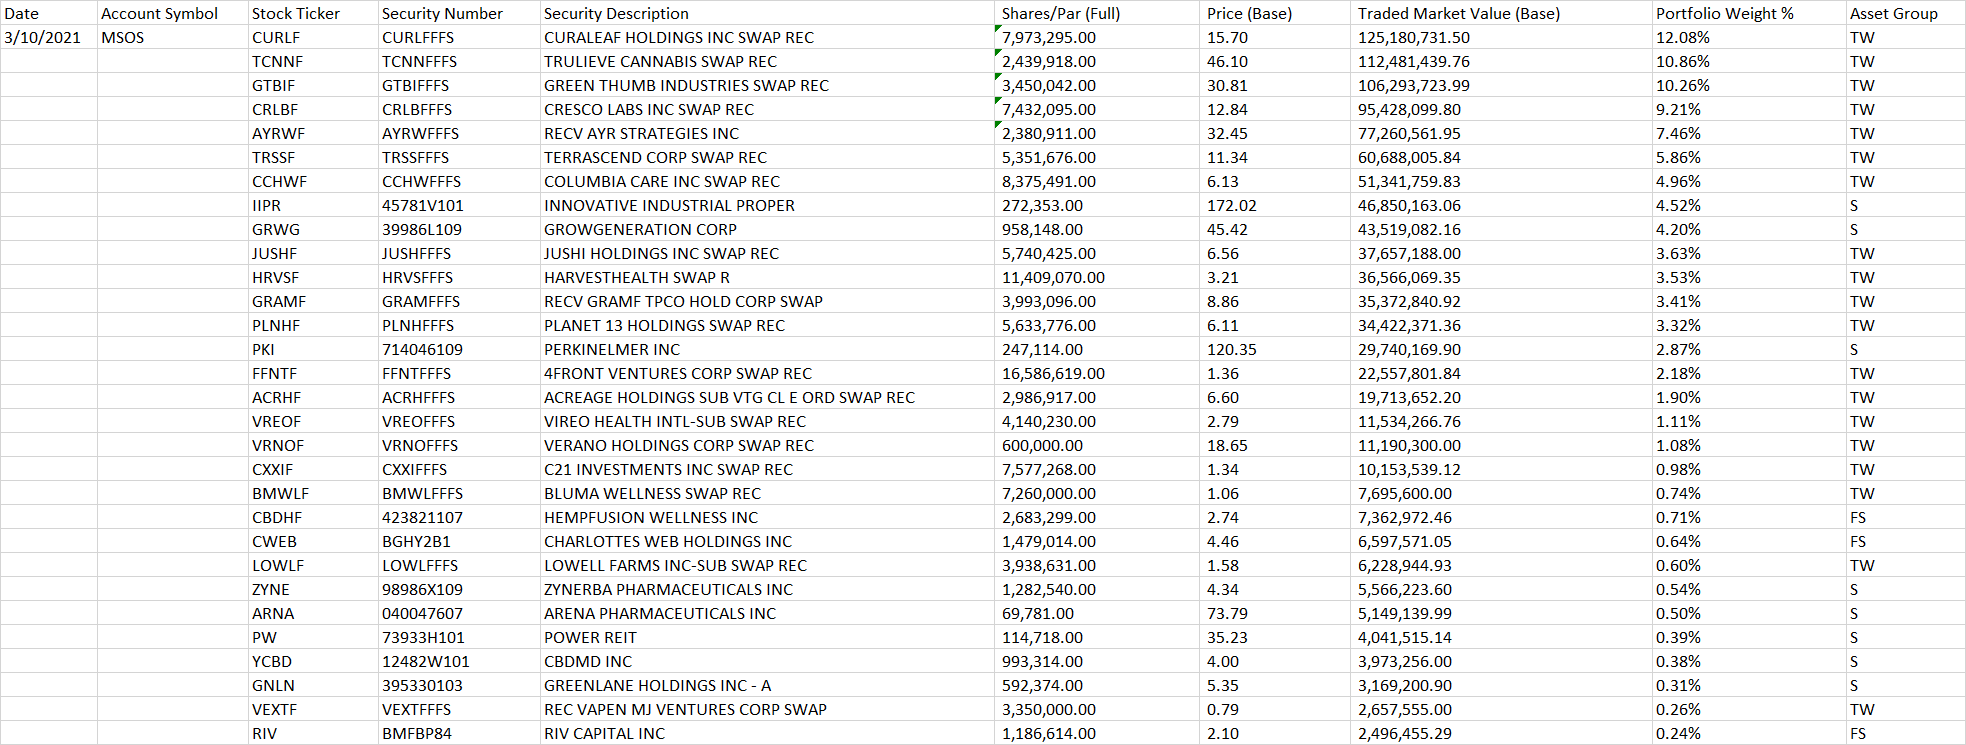 Date Account Symbol Stock Ticker Security Number Security Description Shares/Par (Full) Price (Base) Traded Market Value (Base) Portfolio Weight % Asset Group
3/10/2021 MSOS CURLF CURLFFFS CURALEAF HOLDINGS INC SWAP REC 7,973,295.00 15.70 125,180,731.50 12.08% TW
TCNNF TCNNFFFS TRULIEVE CANNABIS SWAP REC 2,439,918.00 46.10 112,481,439.76 10.86% TW
GTBIF GTBIFFFS GREEN THUMB INDUSTRIES SWAP REC 3,450,042.00 30.81 106,293,723.99 10.26% TW
CRLBF CRLBFFFS CRESCO LABS INC SWAP REC 7,432,095.00 12.84 95,428,099.80 9.21% TW
AYRWF AYRWFFFS RECV AYR STRATEGIES INC 2,380,911.00 32.45 77,260,561.95 7.46% TW
TRSSF TRSSFFFS TERRASCEND CORP SWAP REC 5,351,676.00 11.34 60,688,005.84 5.86% TW
CCHWF CCHWFFFS COLUMBIA CARE INC SWAP REC 8,375,491.00 6.13 51,341,759.83 4.96% TW
IIPR 45781V101 INNOVATIVE INDUSTRIAL PROPER 272,353.00 172.02 46,850,163.06 4.52% S
GRWG 39986L109 GROWGENERATION CORP 958,148.00 45.42 43,519,082.16 4.20% S
JUSHF JUSHFFFS JUSHI HOLDINGS INC SWAP REC 5,740,425.00 6.56 37,657,188.00 3.63% TW
HRVSF HRVSFFFS HARVESTHEALTH SWAP R 11,409,070.00 3.21 36,566,069.35 3.53% TW
GRAMF GRAMFFFS RECV GRAMF TPCO HOLD CORP SWAP 3,993,096.00 8.86 35,372,840.92 3.41% TW
PLNHF PLNHFFFS PLANET 13 HOLDINGS SWAP REC 5,633,776.00 6.11 34,422,371.36 3.32% TW
PKI 714046109 PERKINELMER INC 247,114.00 120.35 29,740,169.90 2.87% S
FFNTF FFNTFFFS 4FRONT VENTURES CORP SWAP REC 16,586,619.00 1.36 22,557,801.84 2.18% TW
ACRHF ACRHFFFS ACREAGE HOLDINGS SUB VTG CL E ORD SWAP REC 2,986,917.00 6.60 19,713,652.20 1.90% TW
VREOF VREOFFFS VIREO HEALTH INTL-SUB SWAP REC 4,140,230.00 2.79 11,534,266.76 1.11% TW
VRNOF VRNOFFFS VERANO HOLDINGS CORP SWAP REC 600,000.00 18.65 11,190,300.00 1.08% TW
CXXIF CXXIFFFS C21 INVESTMENTS INC SWAP REC 7,577,268.00 1.34 10,153,539.12 0.98% TW
BMWLF BMWLFFFS BLUMA WELLNESS SWAP REC 7,260,000.00 1.06 7,695,600.00 0.74% TW
CBDHF 423821107 HEMPFUSION WELLNESS INC 2,683,299.00 2.74 7,362,972.46 0.71% FS
CWEB BGHY2B1 CHARLOTTES WEB HOLDINGS INC 1,479,014.00 4.46 6,597,571.05 0.64% FS
LOWLF LOWLFFFS LOWELL FARMS INC-SUB SWAP REC 3,938,631.00 1.58 6,228,944.93 0.60% TW
ZYNE 98986X109 ZYNERBA PHARMACEUTICALS INC 1,282,540.00 4.34 5,566,223.60 0.54% S
ARNA 040047607 ARENA PHARMACEUTICALS INC 69,781.00 73.79 5,149,139.99 0.50% S
PW 73933H101 POWER REIT 114,718.00 35.23 4,041,515.14 0.39% S
YCBD 12482W101 CBDMD INC 993,314.00 4.00 3,973,256.00 0.38% S
GNLN 395330103 GREENLANE HOLDINGS INC - A 592,374.00 5.35 3,169,200.90 0.31% S
VEXTF VEXTFFFS REC VAPEN MJ VENTURES CORP SWAP 3,350,000.00 0.79 2,657,555.00 0.26% TW
RIV BMFBP84 RIV CAPITAL INC 1,186,614.00 2.10 2,496,455.29 0.24% FS